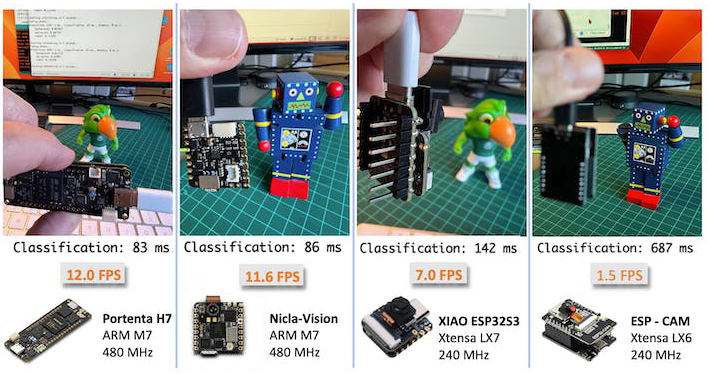 Classification: 83 ms
12.0 FPS
Portenta H7
ARM M7
480 MHz
Classification: 86 ms
11.6 FPS
Nicla-Vision
ARM M7
480 MHz
Classification: 142 ms
7.0 FPS
XIAO ESP32S3
Xtensa LX7
240 MHz
Classification: 687 ms
1.5 FPS
ESP - CAM
Xtensa LX6
240 MHz